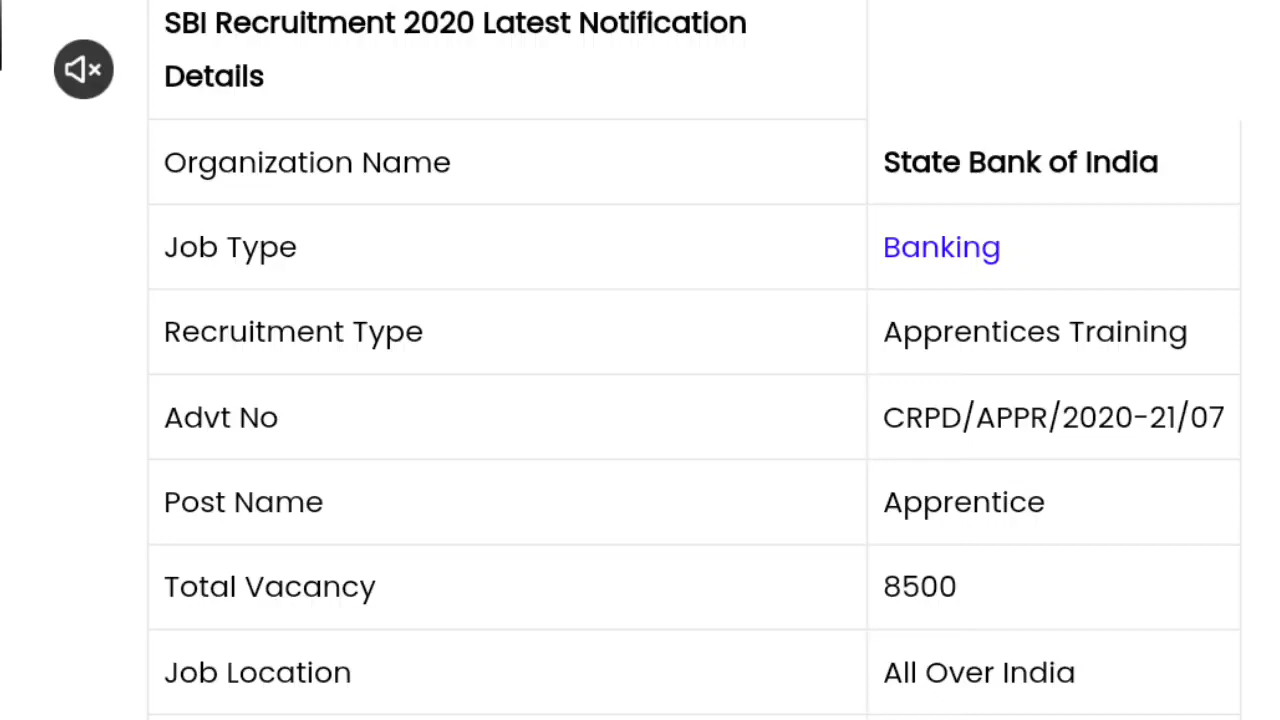 SBI Recruitment 2020 Latest Notification
Details
Organization Name State Bank of India
Job Type Banking
Recruitment Type Apprentices Training
Advt No CRPD/APPR/2020-21/07
Post Name Apprentice
Total Vacancy 8500
Job Location All Over India